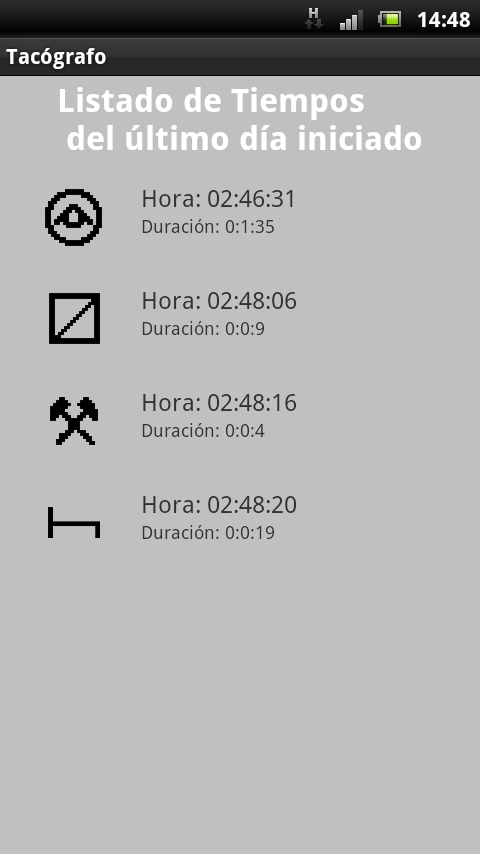 H
14:48
Tacógrafo
Listado de Tiempos
del último día iniciado
Hora: 02:46:31
Duración: 0:1:35
Hora: 02:48:06
Duración: 0:0:9
Hora: 02:48:16
Duración: 0:0:4
Hora: 02:48:20
Duración: 0:0:19